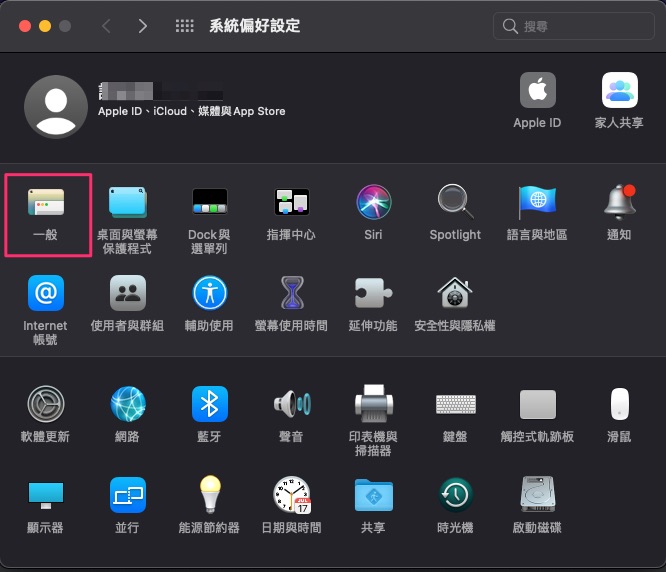 系統偏好設定
搜尋
Apple ID、iCloud、媒體與 App Store
Apple ID
家人共享
一般
桌面與螢幕
保護程式
Dock 與
選單列
指揮中心
Siri
Spotlight
語言與地區
通知
Internet
帳號
使用者與群組
輔助使用
螢幕使用時間
延伸功能
安全性與隱私權
軟體更新
網路
藍牙
聲音
印表機與
掃描器
鍵盤
觸控式軌跡板
滑鼠
顯示器
並行
能源節約器
JUL
17
日期與時間
共享
時光機
啟動磁碟